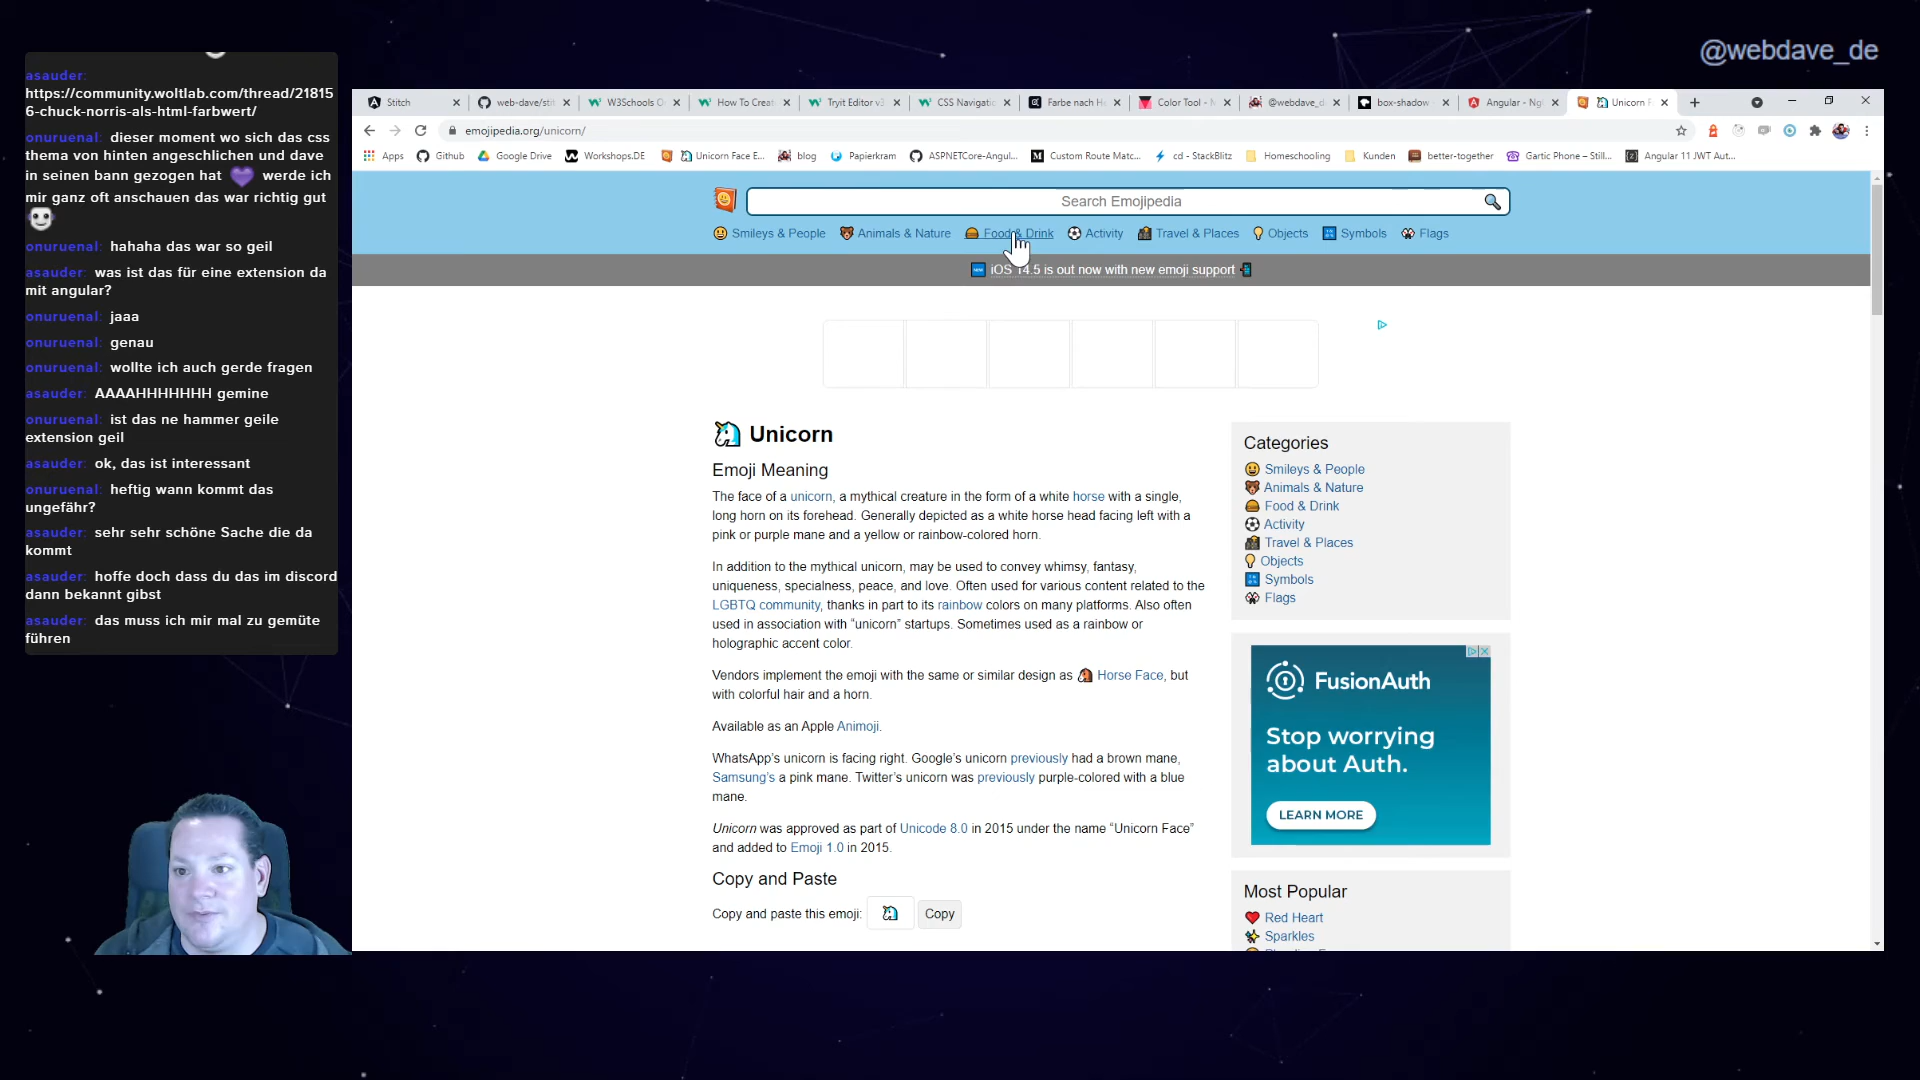 @webdave_de
asauder:
https://community.woltlab.com/thread/21815
6-chuck-norris-als-html-farbwert/
onuruenal: dieser moment wo sich das css
thema von hinten angeschlichen und dave
in seinen bann gezogen hat 💜 werde ich
mir ganz oft anschauen das war richtig gut
onuruenal: hahaha das war so geil
asauder: was ist das für eine extension da
mit angular?
onuruenal: jaaa
onuruenal: genau
onuruenal: wollte ich auch gerde fragen
asauder: AAAAHHHHHHH gemine
onuruenal: ist das ne hammer geile
extension geil
asauder: ok, das ist interessant
onuruenal: heftig wann kommt das
ungefähr?
asauder: sehr sehr schöne Sache die da
kommt
asauder: hoffe doch dass du das im discord
dann bekannt gibst
asauder: das muss ich mir mal zu gemüte
führen
Stitch
web-dave/sti
W3Schools O
How To Creat
Tryit Editor v3
CSS Navigatio
Farbe nach H
Color Tool - M
@webdave_d
box-shadow
Angular - Ng
Unicorn F
emojipedia.org/unicorn/
Apps Github Google Drive Workshops.DE Unicorn Face E... blog Papierkram ASPNETCore-Angul... Custom Route Matc... cd - StackBlitz Homeschooling Kunden better-together Gartic Phone – Still... Angular 11 JWT Aut...
Search Emojipedia
Smileys & People Animals & Nature Food & Drink Activity Travel & Places Objects Symbols Flags
iOS 14.5 is out now with new emoji support
Unicorn
Emoji Meaning
The face of a unicorn, a mythical creature in the form of a white horse with a single,
long horn on its forehead. Generally depicted as a white horse head facing left with a
pink or purple mane and a yellow or rainbow-colored horn.
In addition to the mythical unicorn, may be used to convey whimsy, fantasy,
uniqueness, specialness, peace, and love. Often used for various content related to the
LGBTQ community, thanks in part to its rainbow colors on many platforms. Also often
used in association with “unicorn” startups. Sometimes used as a rainbow or
holographic accent color.
Vendors implement the emoji with the same or similar design as 🐴 Horse Face, but
with colorful hair and a horn.
Available as an Apple Animoji.
WhatsApp's unicorn is facing right. Google's unicorn previously had a brown mane,
Samsung's a pink mane. Twitter's unicorn was previously purple-colored with a blue
mane.
Unicorn was approved as part of Unicode 8.0 in 2015 under the name “Unicorn Face”
and added to Emoji 1.0 in 2015.
Copy and Paste
Copy and paste this emoji: 🦄 Copy
Categories
Smileys & People
Animals & Nature
Food & Drink
Activity
Travel & Places
Objects
Symbols
Flags
FusionAuth
Stop worrying
about Auth.
LEARN MORE
Most Popular
Red Heart
Sparkles